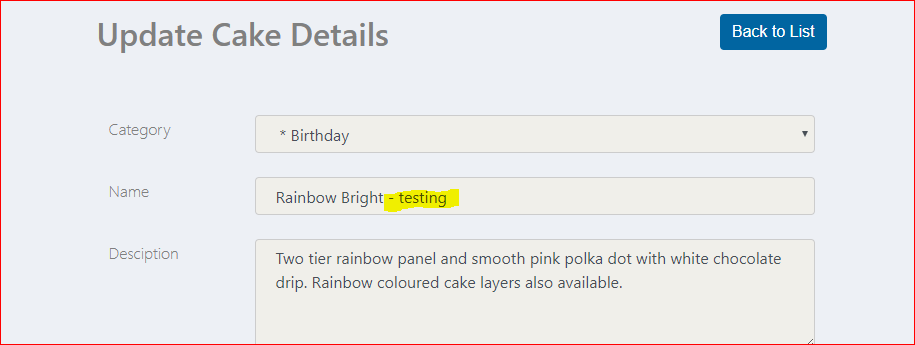 Update Cake Details
Back to List
Category
* Birthday
Name
Rainbow Bright - testing
Desciption
Two tier rainbow panel and smooth pink polka dot with white chocolate
drip. Rainbow coloured cake layers also available.